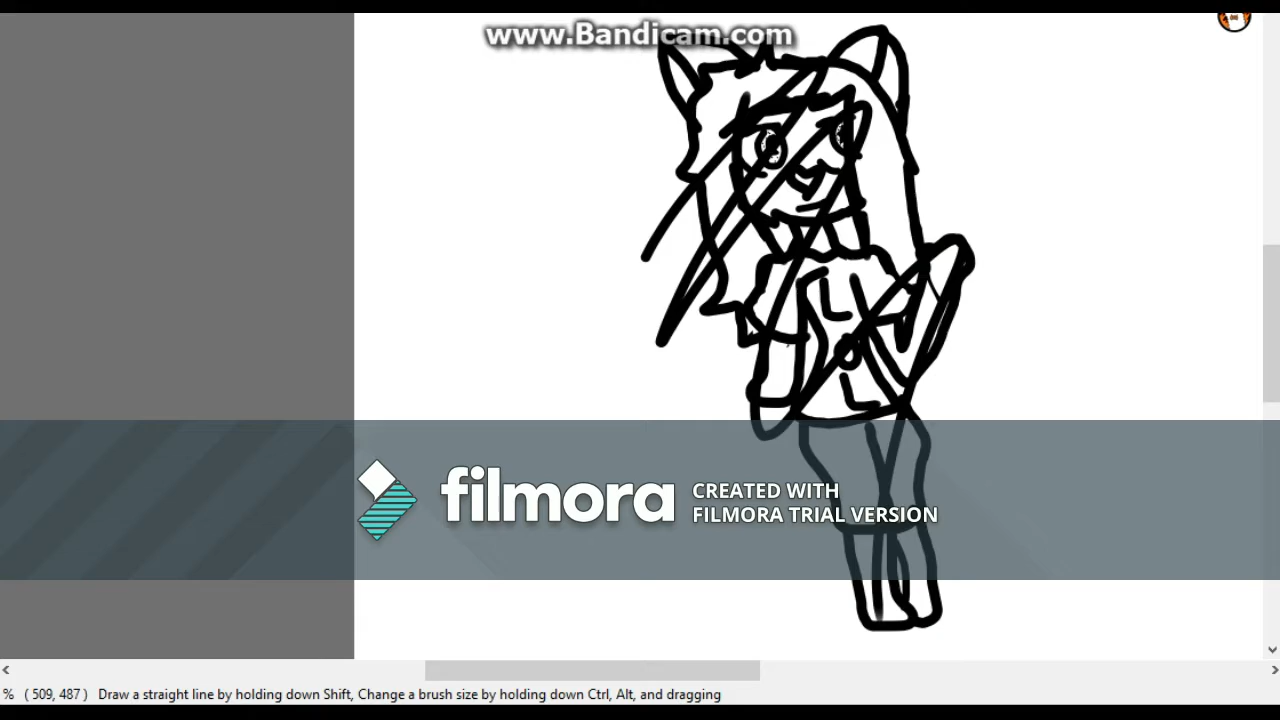 www.Bandicam.com
filmora
CREATED WITH
FILMORA TRIAL VERSION
LOL
% ( 509, 487 ) Draw a straight line by holding down Shift, Change a brush size by holding down Ctrl, Alt, and dragging